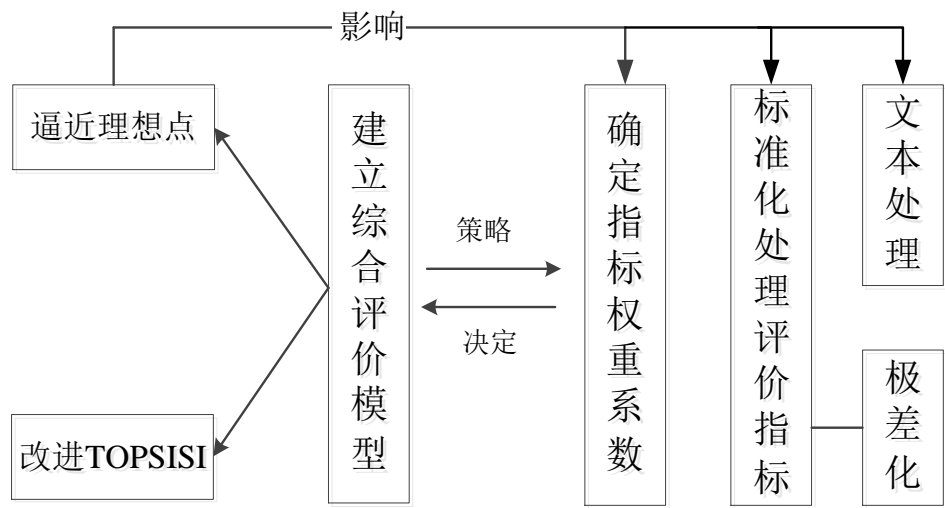 影响
逼近理想点
改进TOPSISI
建立综合评价模型
策略
决定
确定指标权重系数
标准化处理评价指标
文本处理
极差化